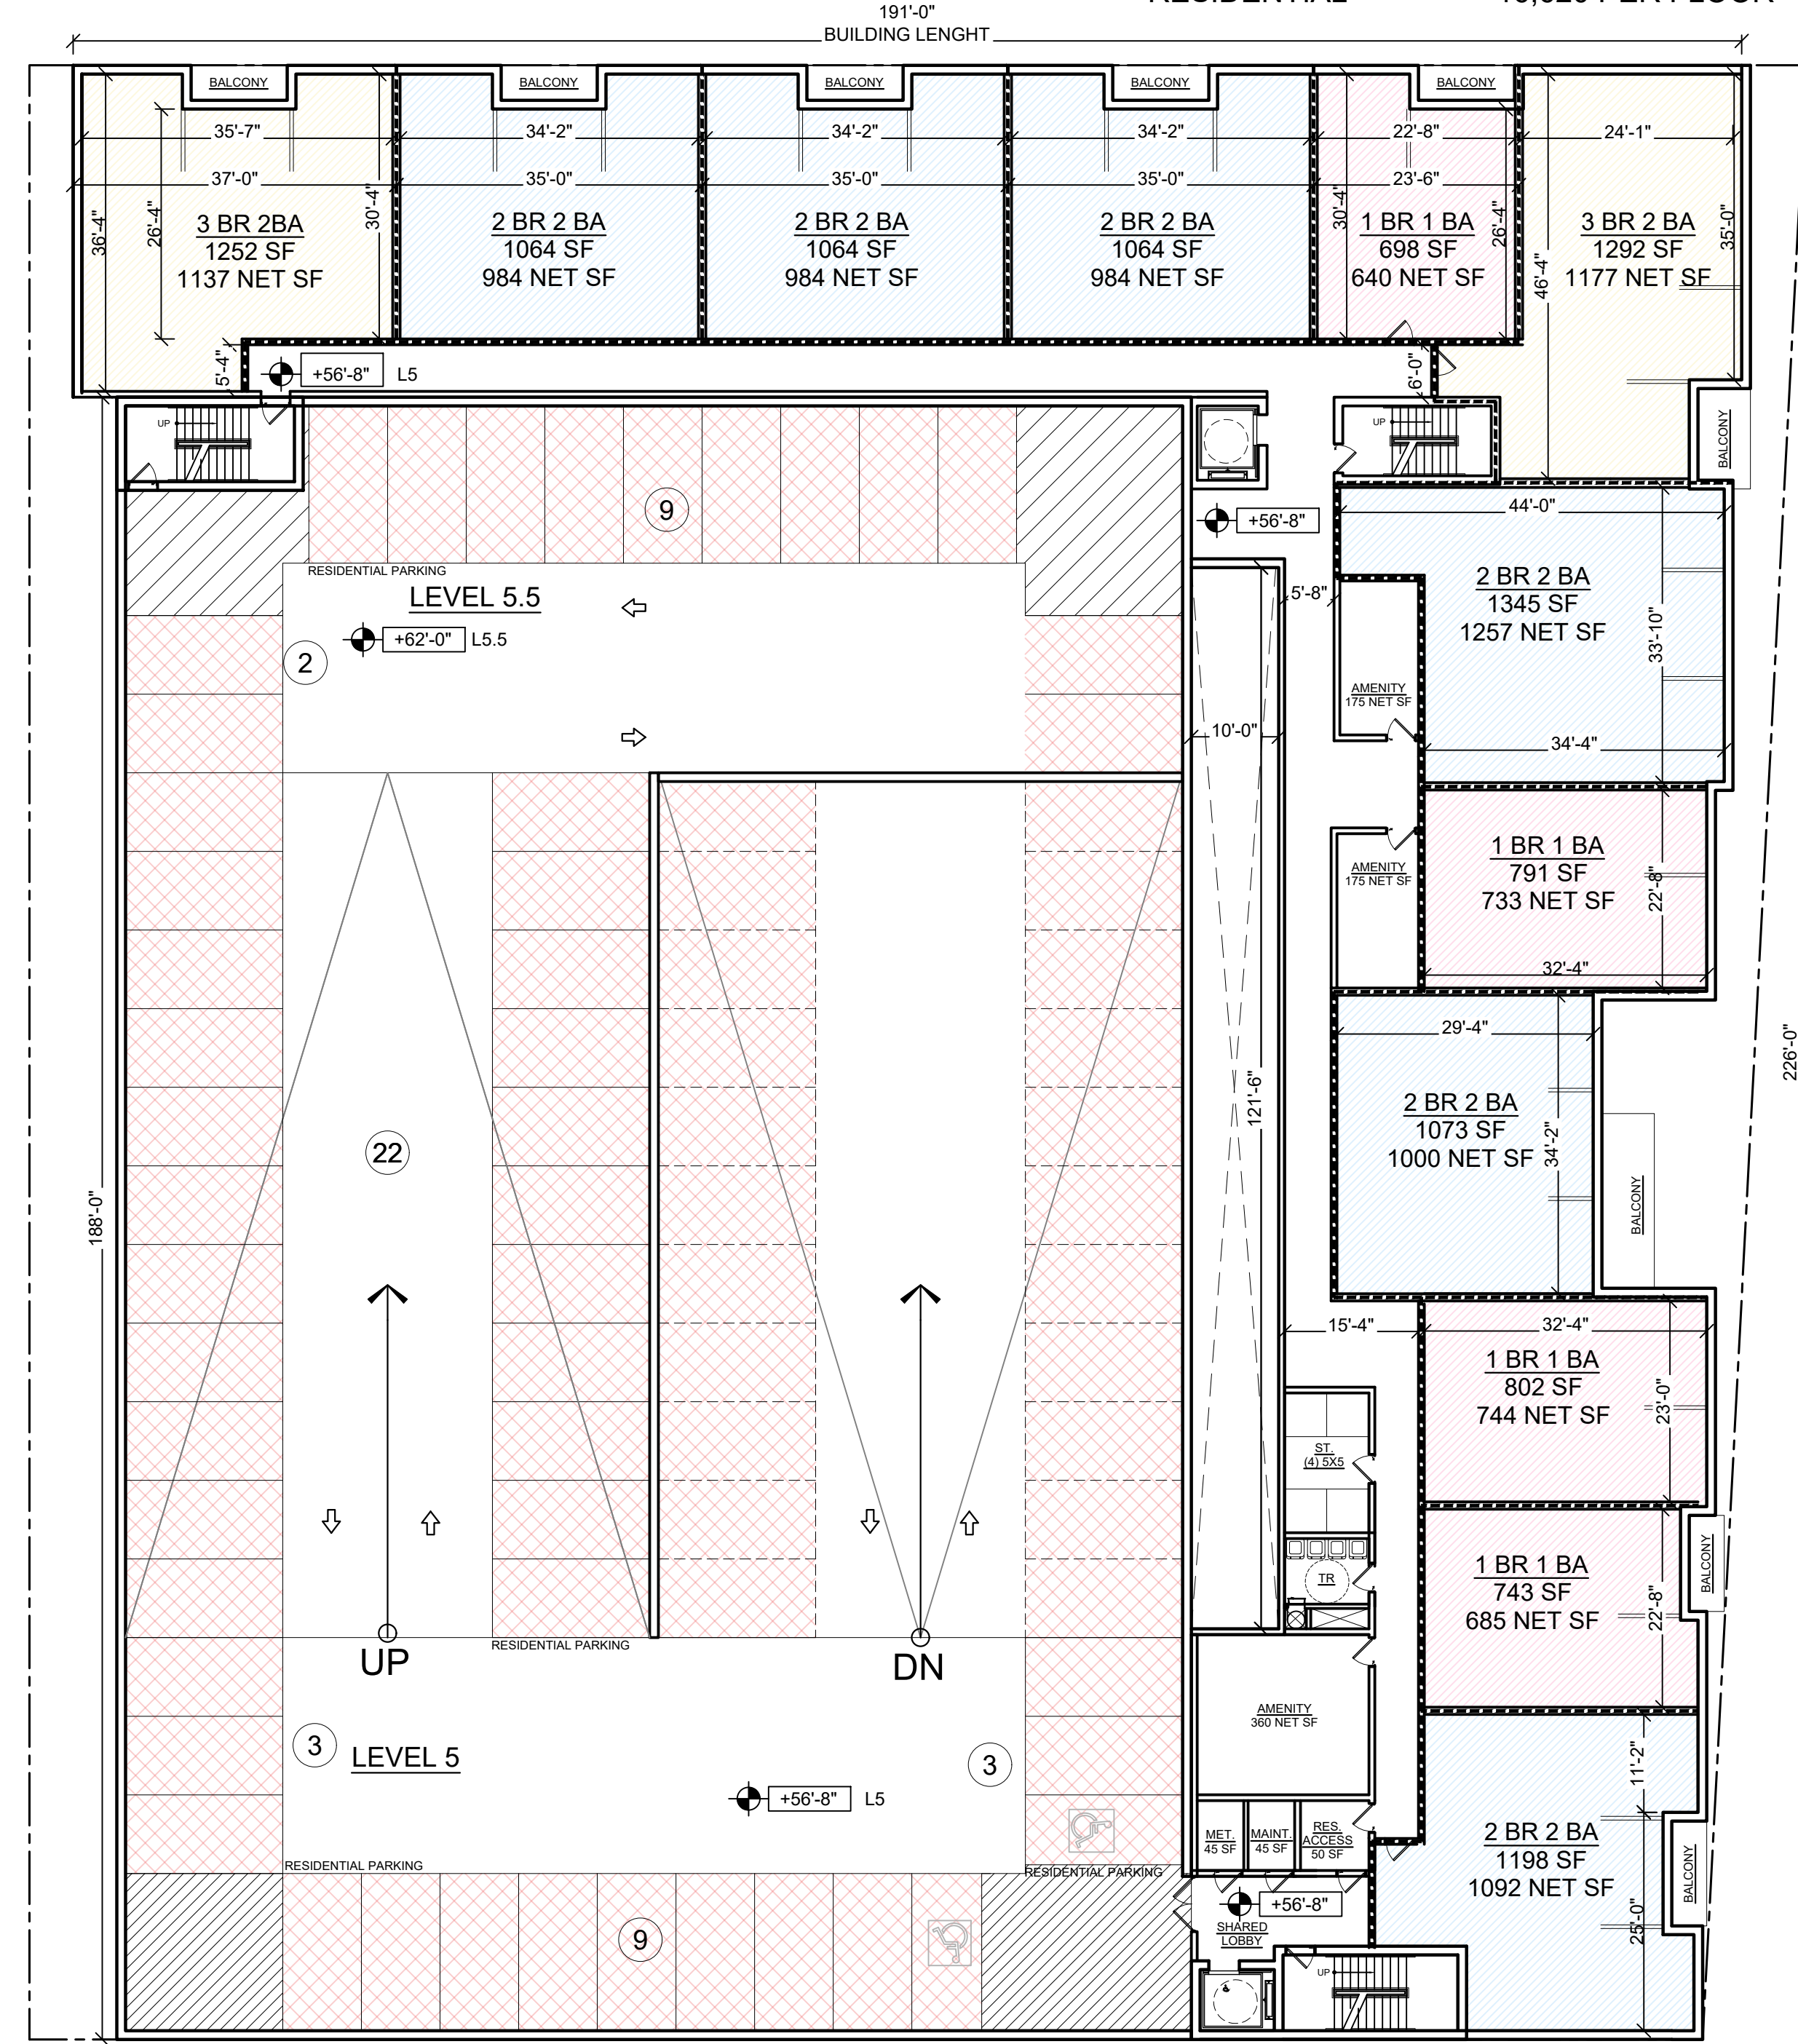 191'-0"
BUILDING LENGHT
BALCONY
BALCONY
BALCONY
BALCONY
BALCONY
35'-7"
34'-2"
34'-2"
34'-2"
22'-8"
24'-1"
37'-0"
35'-0"
35'-0"
35'-0"
23'-6"
36'-4"
26'-4"
30'-4"
30'-4"
26'-4"
46'-4"
35'-0"
3 BR 2BA
1252 SF
1137 NET SF
2 BR 2 BA
1064 SF
984 NET SF
2 BR 2 BA
1064 SF
984 NET SF
2 BR 2 BA
1064 SF
984 NET SF
1 BR 1 BA
698 SF
640 NET SF
3 BR 2 BA
1292 SF
1177 NET SF
5'-4"
+56'-8" L5
6'-0"
UP
UP
BALCONY
9
+56'-8"
44'-0"
RESIDENTIAL PARKING
LEVEL 5.5
+62'-0" L5.5
2
5'-8"
2 BR 2 BA
1345 SF
1257 NET SF
33'-10"
AMENITY
175 NET SF
10'-0"
34'-4"
1 BR 1 BA
791 SF
733 NET SF
22'-8"
AMENITY
175 NET SF
32'-4"
29'-4"
226'-0"
121'-6"
2 BR 2 BA
1073 SF
1000 NET SF
34'-2"
22
188'-0"
BALCONY
15'-4"
32'-4"
1 BR 1 BA
802 SF
744 NET SF
23'-0"
ST.
(4) 5X5
TR
1 BR 1 BA
743 SF
685 NET SF
22'-8"
BALCONY
UP
RESIDENTIAL PARKING
DN
AMENITY
360 NET SF
3
LEVEL 5
3
+56'-8" L5
11'-2"
MET.
45 SF
MAINT.
45 SF
RES.
ACCESS
50 SF
2 BR 2 BA
1198 SF
1092 NET SF
BALCONY
25'-0"
RESIDENTIAL PARKING
RESIDENTIAL PARKING
+56'-8"
SHARED
LOBBY
9
UP